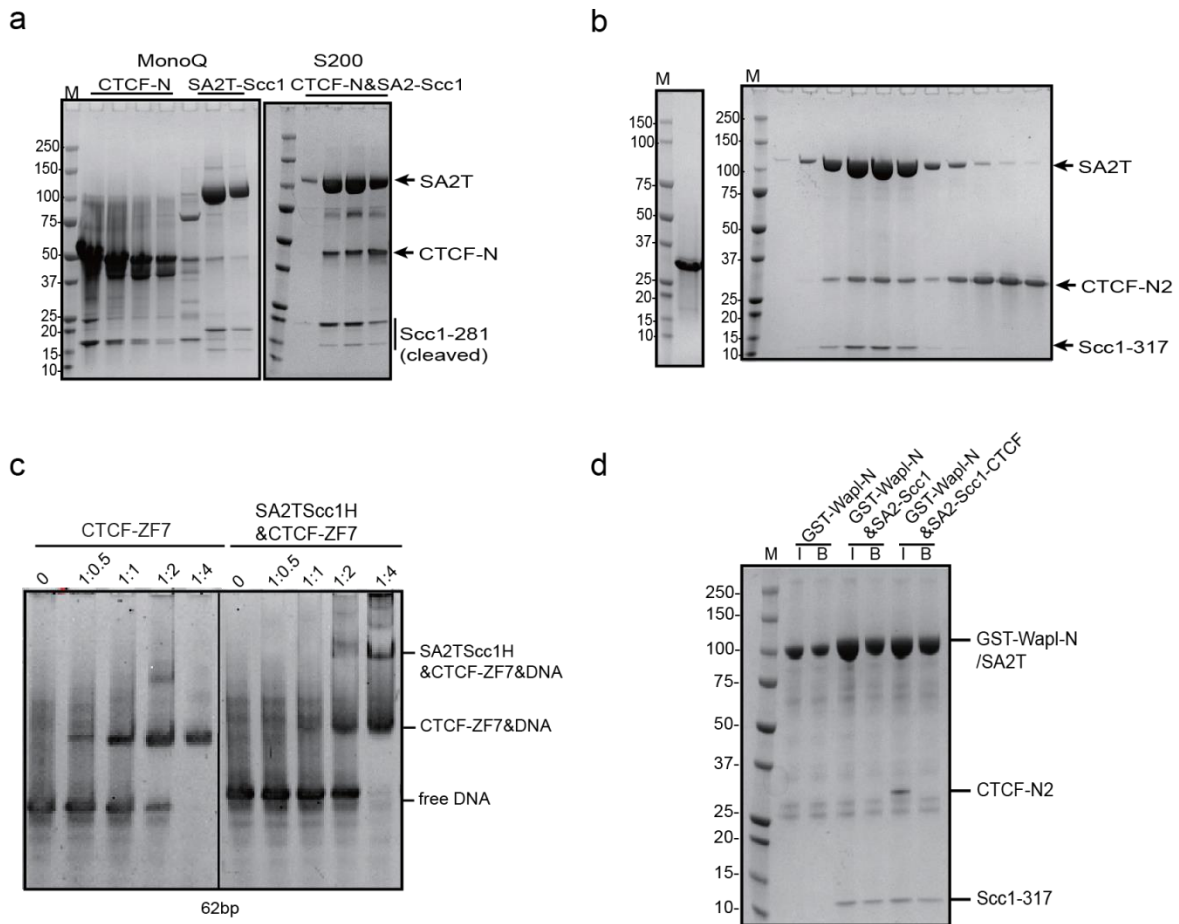 a
MonoQ
S200
M
CTCF-N
SA2T-Scc1
CTCF-N&SA2-Scc1
250
150
100
75
50
37
25
20
15
10
SA2T
CTCF-N
Scc1-281
(cleaved)
b
M
150
100
75
50
37
25
20
15
10
M
250
150
100
75
50
37
25
20
15
10
SA2T
CTCF-N2
Scc1-317
c
CTCF-ZF7
SA2TScc1H
&CTCF-ZF7
0
1:0.5
1:1
1:2
1:4
0
1:0.5
1:1
1:2
1:4
SA2TScc1H
&CTCF-ZF7&DNA
CTCF-ZF7&DNA
free DNA
62bp
d
GST-Wapl-N
GST-Wapl-N
&SA2-Scc1
GST-Wapl-N
&SA2-Scc1-CTCF
M I B I B I B
250-
150-
100-
75-
50-
37-
25-
20-
15-
10-
GST-Wapl-N
/SA2T
CTCF-N2
Scc1-317